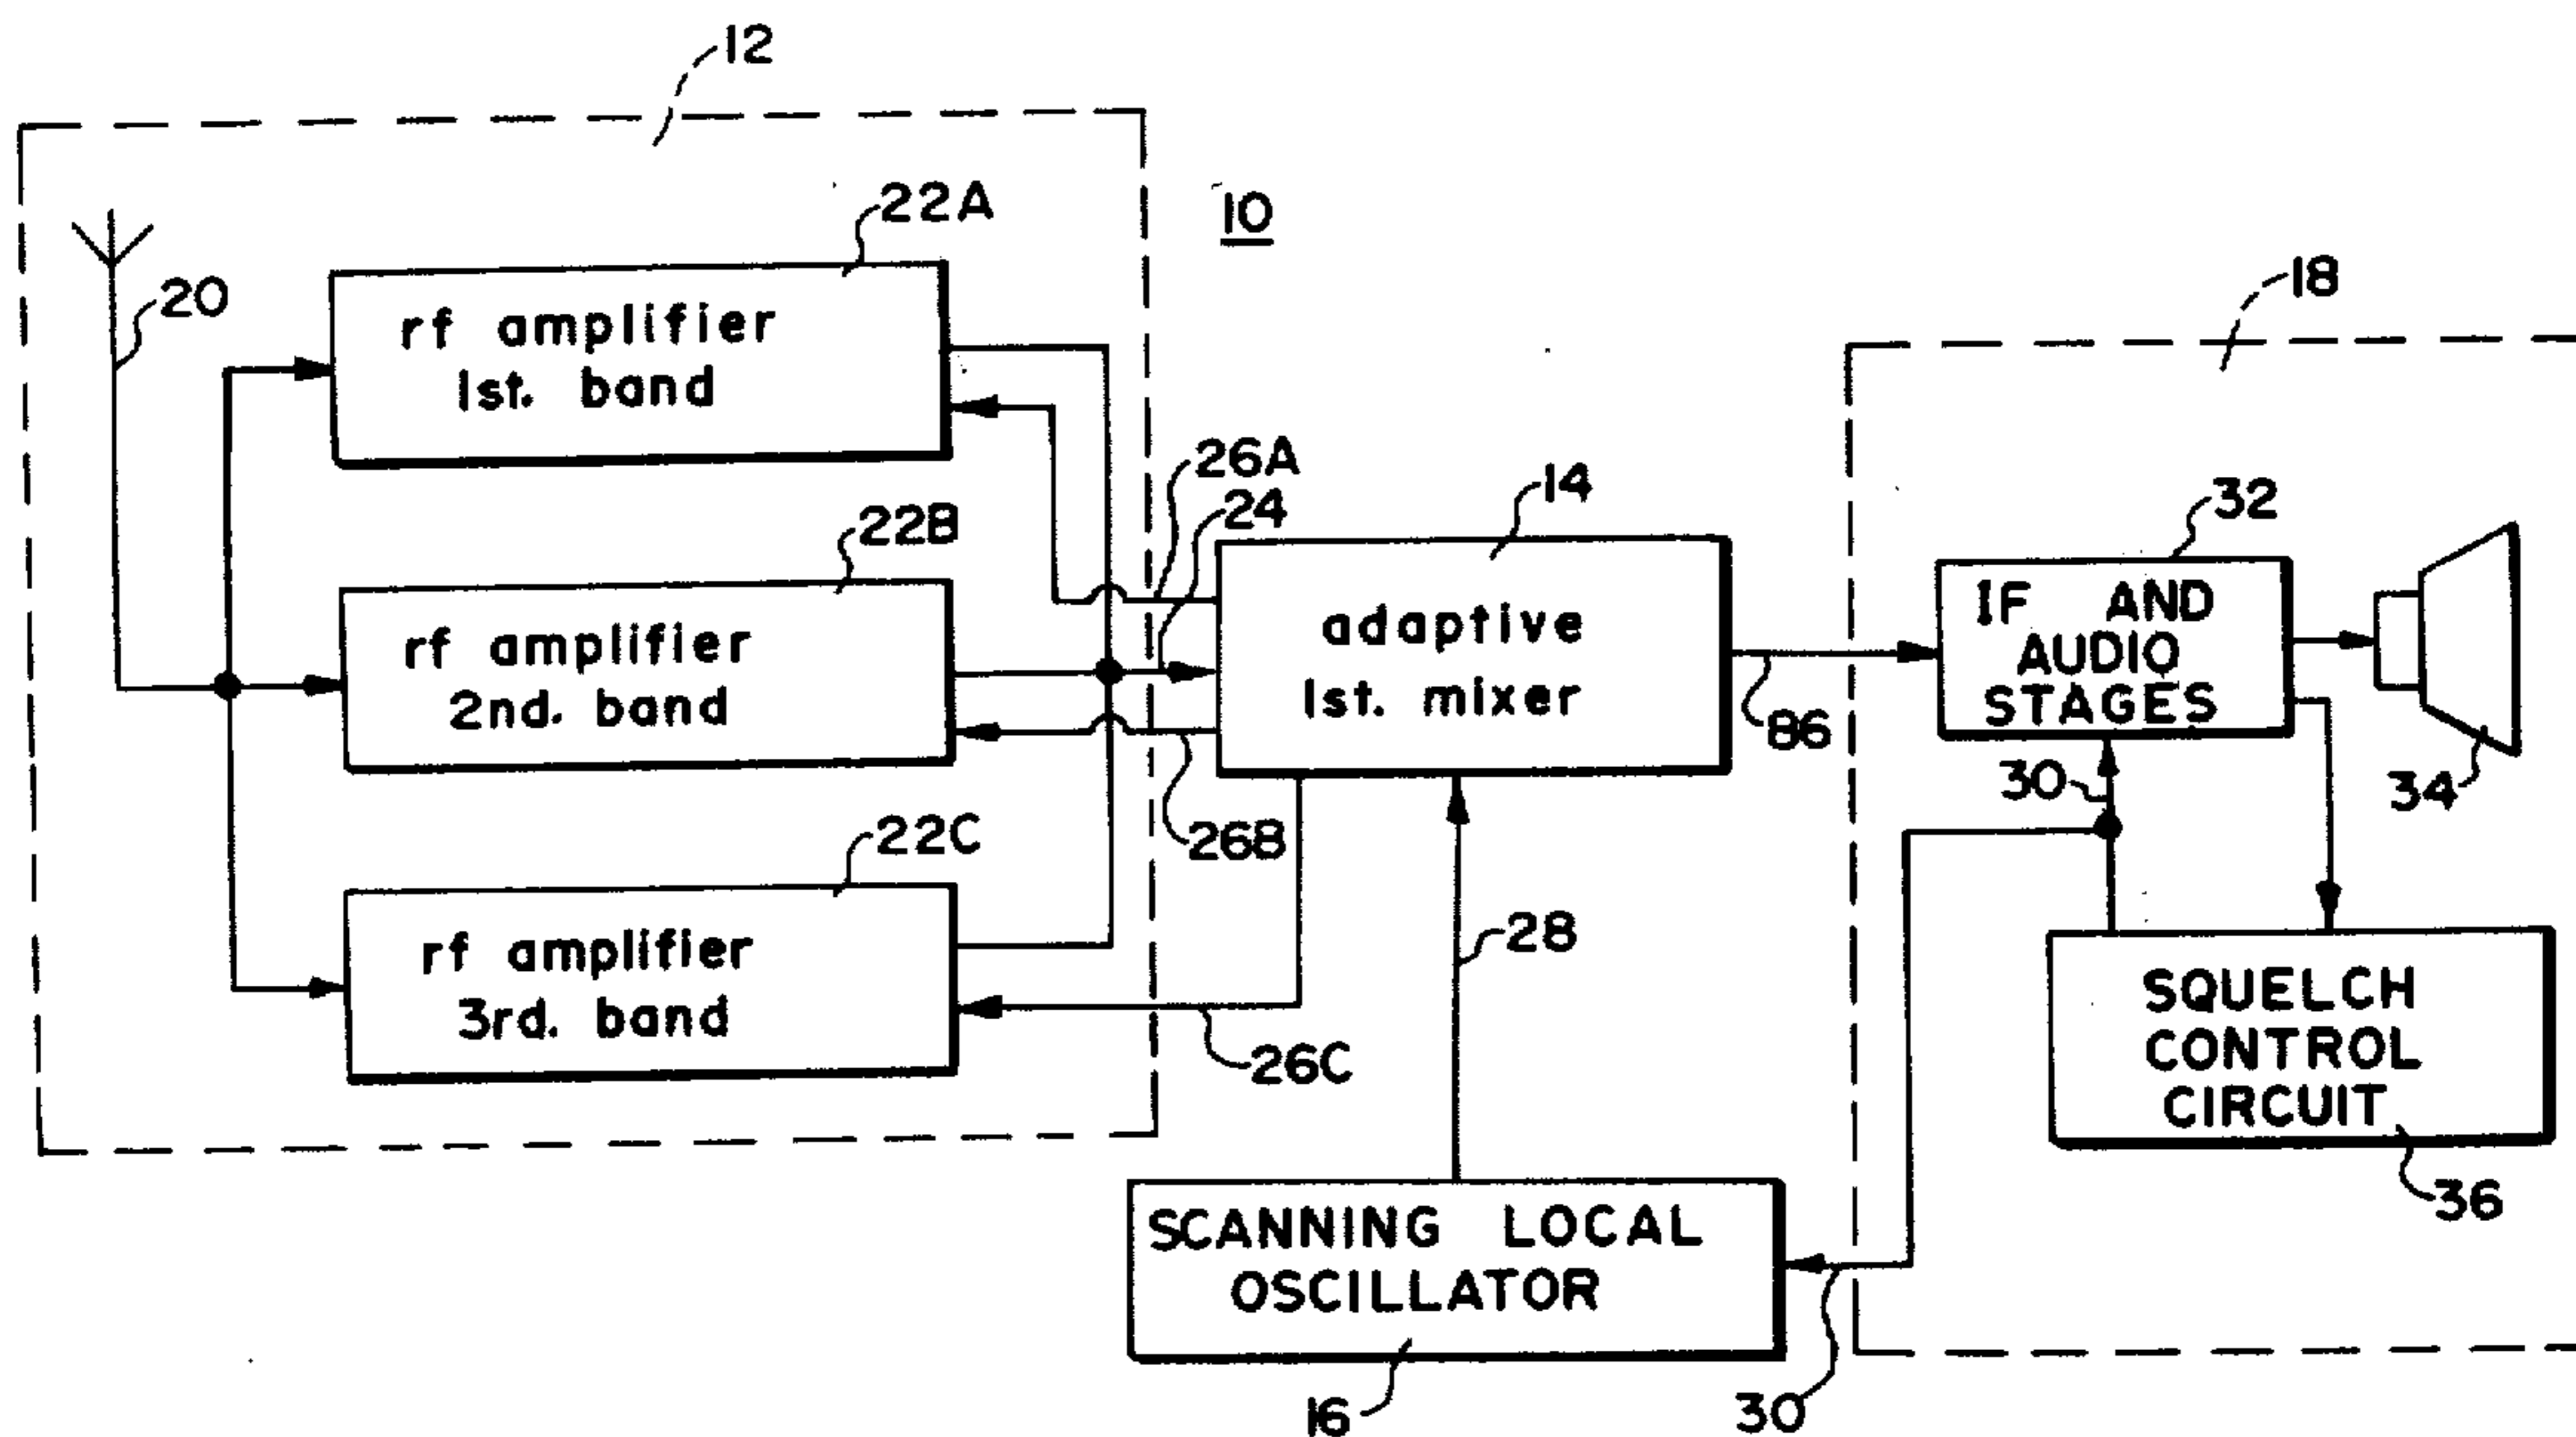 12
10
22A
20
rf amplifier
1st. band
18
26A
24
14
32
22B
rf amplifier
2nd. band
adaptive
1st. mixer
IF AND
AUDIO
STAGES
86
30
34
26B
22C
rf amplifier
3rd. band
28
26C
SQUELCH
CONTROL
CIRCUIT
36
SCANNING LOCAL
OSCILLATOR
16
30